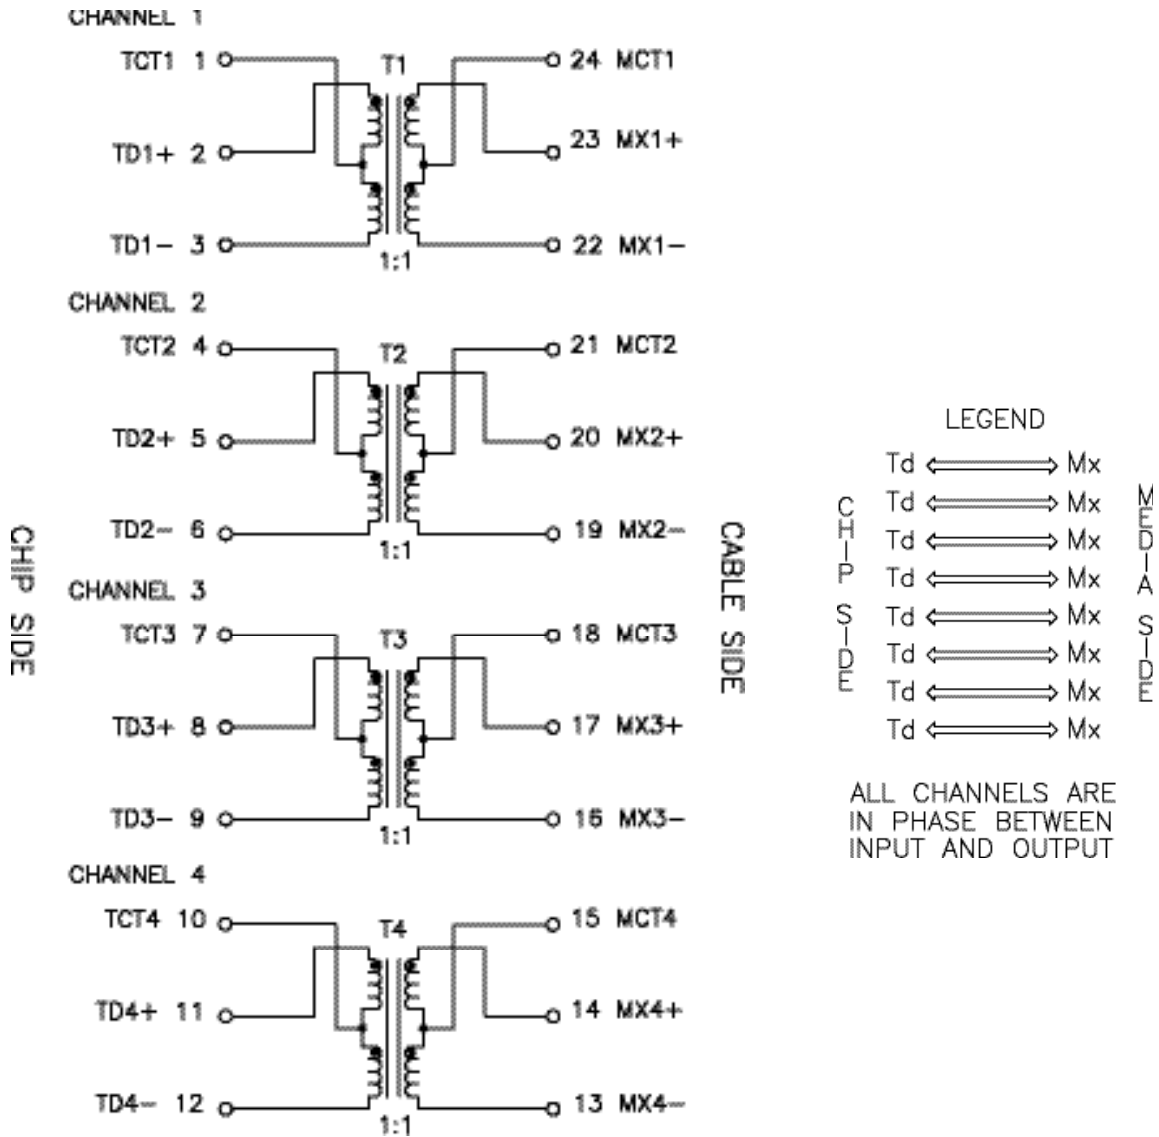 CHANNEL 1
TCT1 1
T1
24 MCT1
TD1+ 2
23 MX1+
TD1- 3
1:1
22 MX1-
CHANNEL 2
TCT2 4
T2
21 MCT2
TD2+ 5
20 MX2+
TD2- 6
1:1
19 MX2-
CHANNEL 3
TCT3 7
T3
18 MCT3
TD3+ 8
17 MX3+
TD3- 9
1:1
16 MX3-
CHANNEL 4
TCT4 10
T4
15 MCT4
TD4+ 11
14 MX4+
TD4- 12
1:1
13 MX4-
CHIP SIDE
CABLE SIDE
LEGEND
CHIP SIDE
Td Mx
Td Mx
Td Mx
Td Mx
Td Mx
Td Mx
Td Mx
Td Mx
MEDIA SIDE
ALL CHANNELS ARE
IN PHASE BETWEEN
INPUT AND OUTPUT